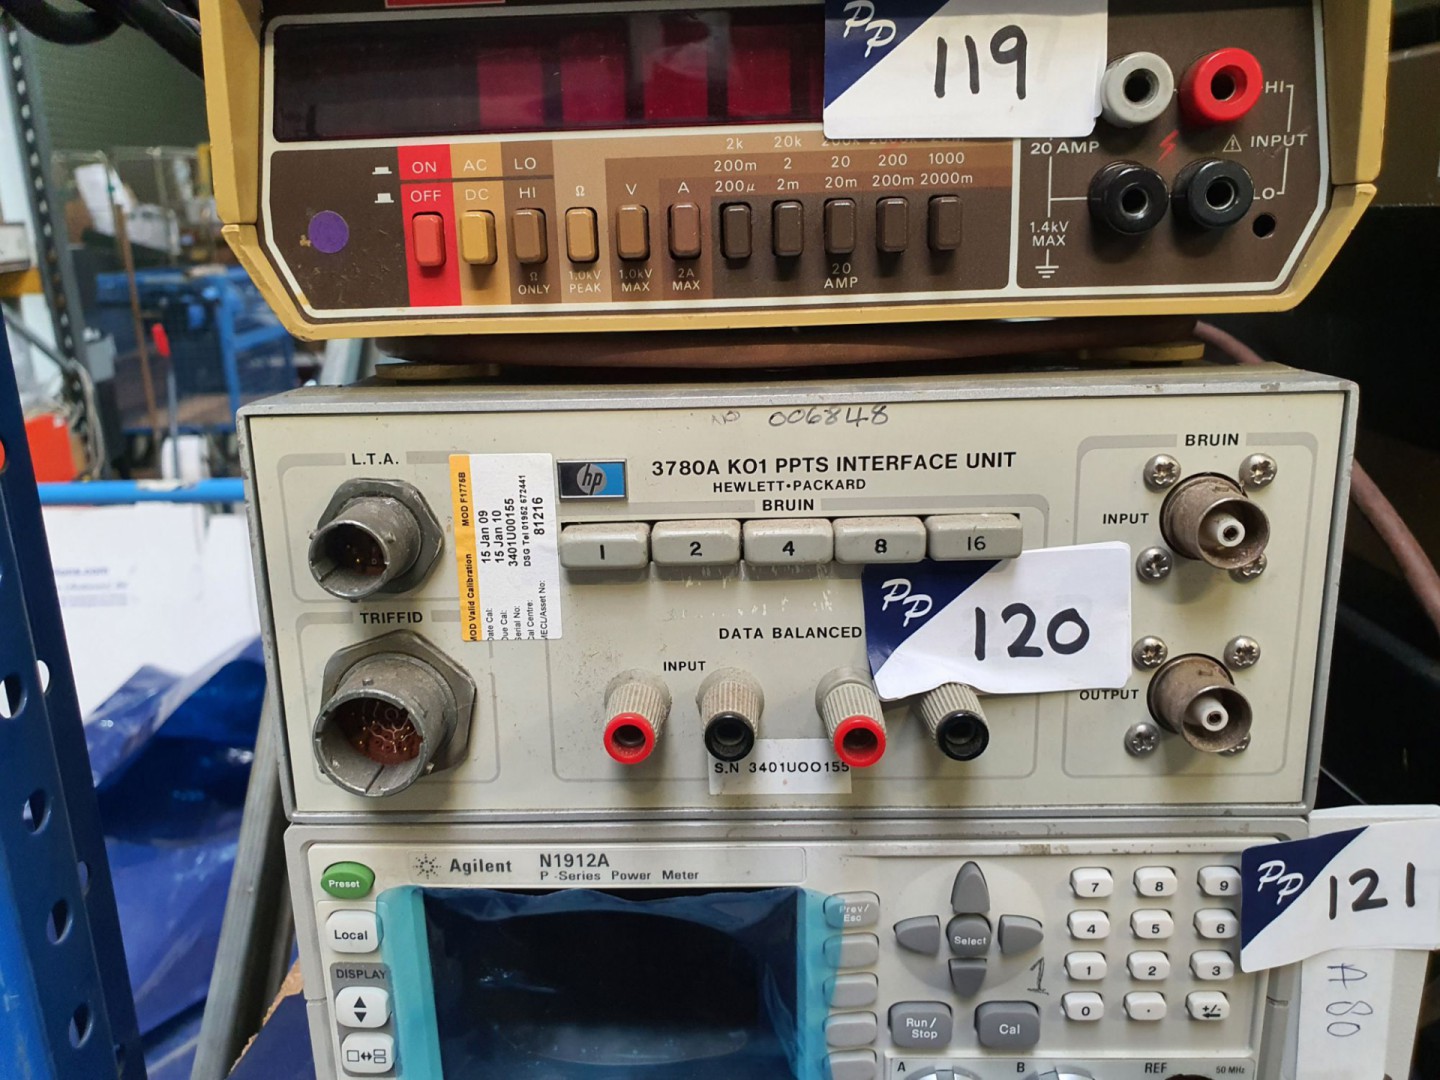 PP
119
ON
AC
LO
OFF
DC
HI
Ω
V
A
2k 20k
200m 2 20 200 1000
200μ 2m 20m 200m 2000m
Ω
ONLY
1.0kV
PEAK
1.0kV
MAX
2A
MAX
20
AMP
20 AMP
HI
INPUT
LO
1.4kV
MAX
No 006848
L.T.A.
TRIFFID
MOD Valid Calibration MOD F1775B
Date Cal: 15 Jan 09
Due Cal: 15 Jan 10
Serial No: 3401U00155
Cal Centre: DSG Tel 01952 672441
MECL/Asset No: 81216
hp
3780A K01 PPTS INTERFACE UNIT
HEWLETT•PACKARD
BRUIN
1 2 4 8 16
PP
120
DATA BALANCED
INPUT
S.N 3401U00155
BRUIN
INPUT
OUTPUT
Agilent
N1912A
P-Series Power Meter
Preset
Local
DISPLAY
Prev/
Esc
Select
7 8 9
4 5 6
1 2 3
0 . +/-
1
Run/
Stop
Cal
A
B
REF
50 MHz
PP
121